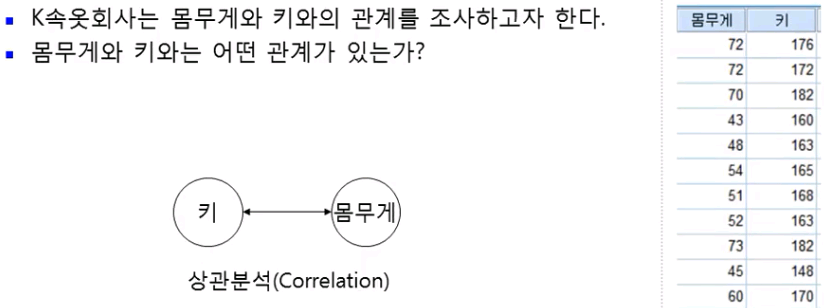 K속옷회사는 몸무게와 키와의 관계를 조사하고자 한다.
몸무게와 키와는 어떤 관계가 있는가?
키 몸무게
상관분석(Correlation)
몸무게 키
72 176
72 172
70 182
43 160
48 163
54 165
51 168
52 163
73 182
45 148
60 170